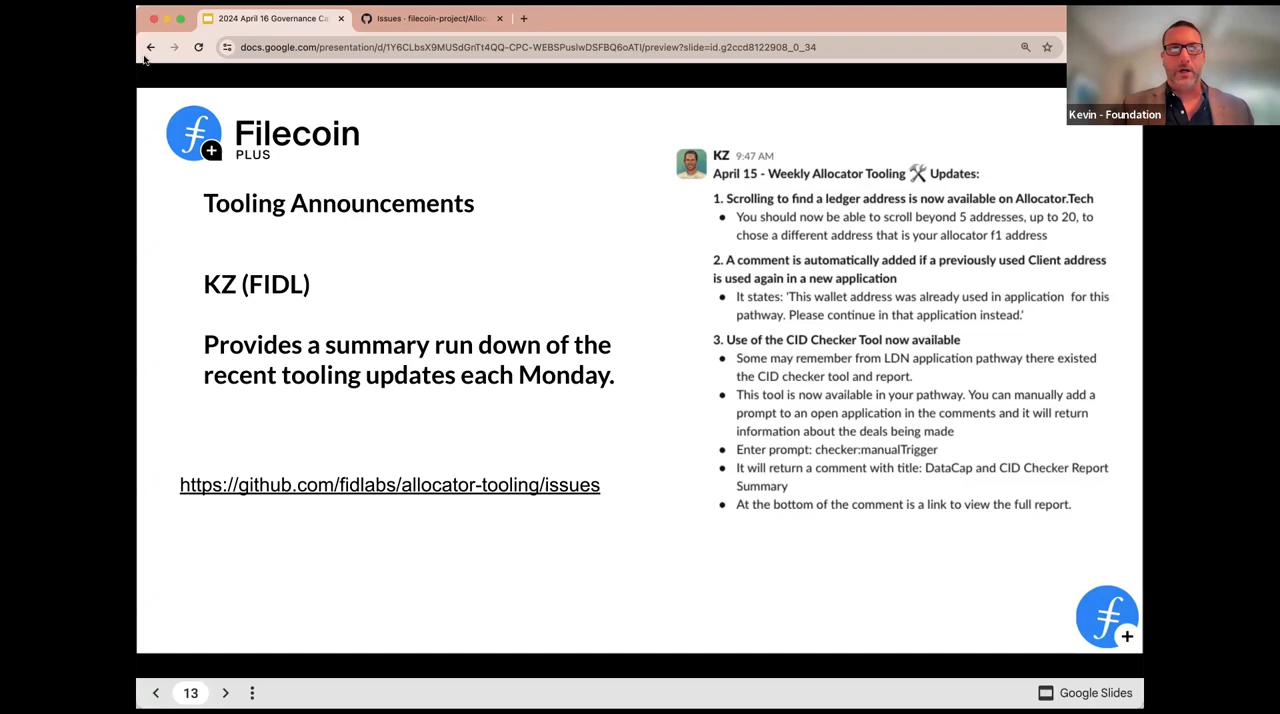 2024 April 16 Governance Ca
Issues · filecoin-project/Alloc
docs.google.com/presentation/d/1Y6CLbsX9MUSdGnTt4QQ-CPC-WEBSPuslwDSFBQ6oATI/preview?slide=id.g2ccd8122908_0_34
Kevin - Foundation
Filecoin
PLUS
Tooling Announcements
KZ (FIDL)
Provides a summary run down of the
recent tooling updates each Monday.
https://github.com/fidlabs/allocator-tooling/issues
KZ 9:47 AM
April 15 - Weekly Allocator Tooling 🛠 Updates:
1. Scrolling to find a ledger address is now available on Allocator.Tech
● You should now be able to scroll beyond 5 addresses, up to 20, to
chose a different address that is your allocator f1 address
2. A comment is automatically added if a previously used Client address
is used again in a new application
● It states: 'This wallet address was already used in application for this
pathway. Please continue in that application instead.'
3. Use of the CID Checker Tool now available
● Some may remember from LDN application pathway there existed
the CID checker tool and report.
● This tool is now available in your pathway. You can manually add a
prompt to an open application in the comments and it will return
information about the deals being made
● Enter prompt: checker:manualTrigger
● It will return a comment with title: DataCap and CID Checker Report
Summary
● At the bottom of the comment is a link to view the full report.
13
Google Slides